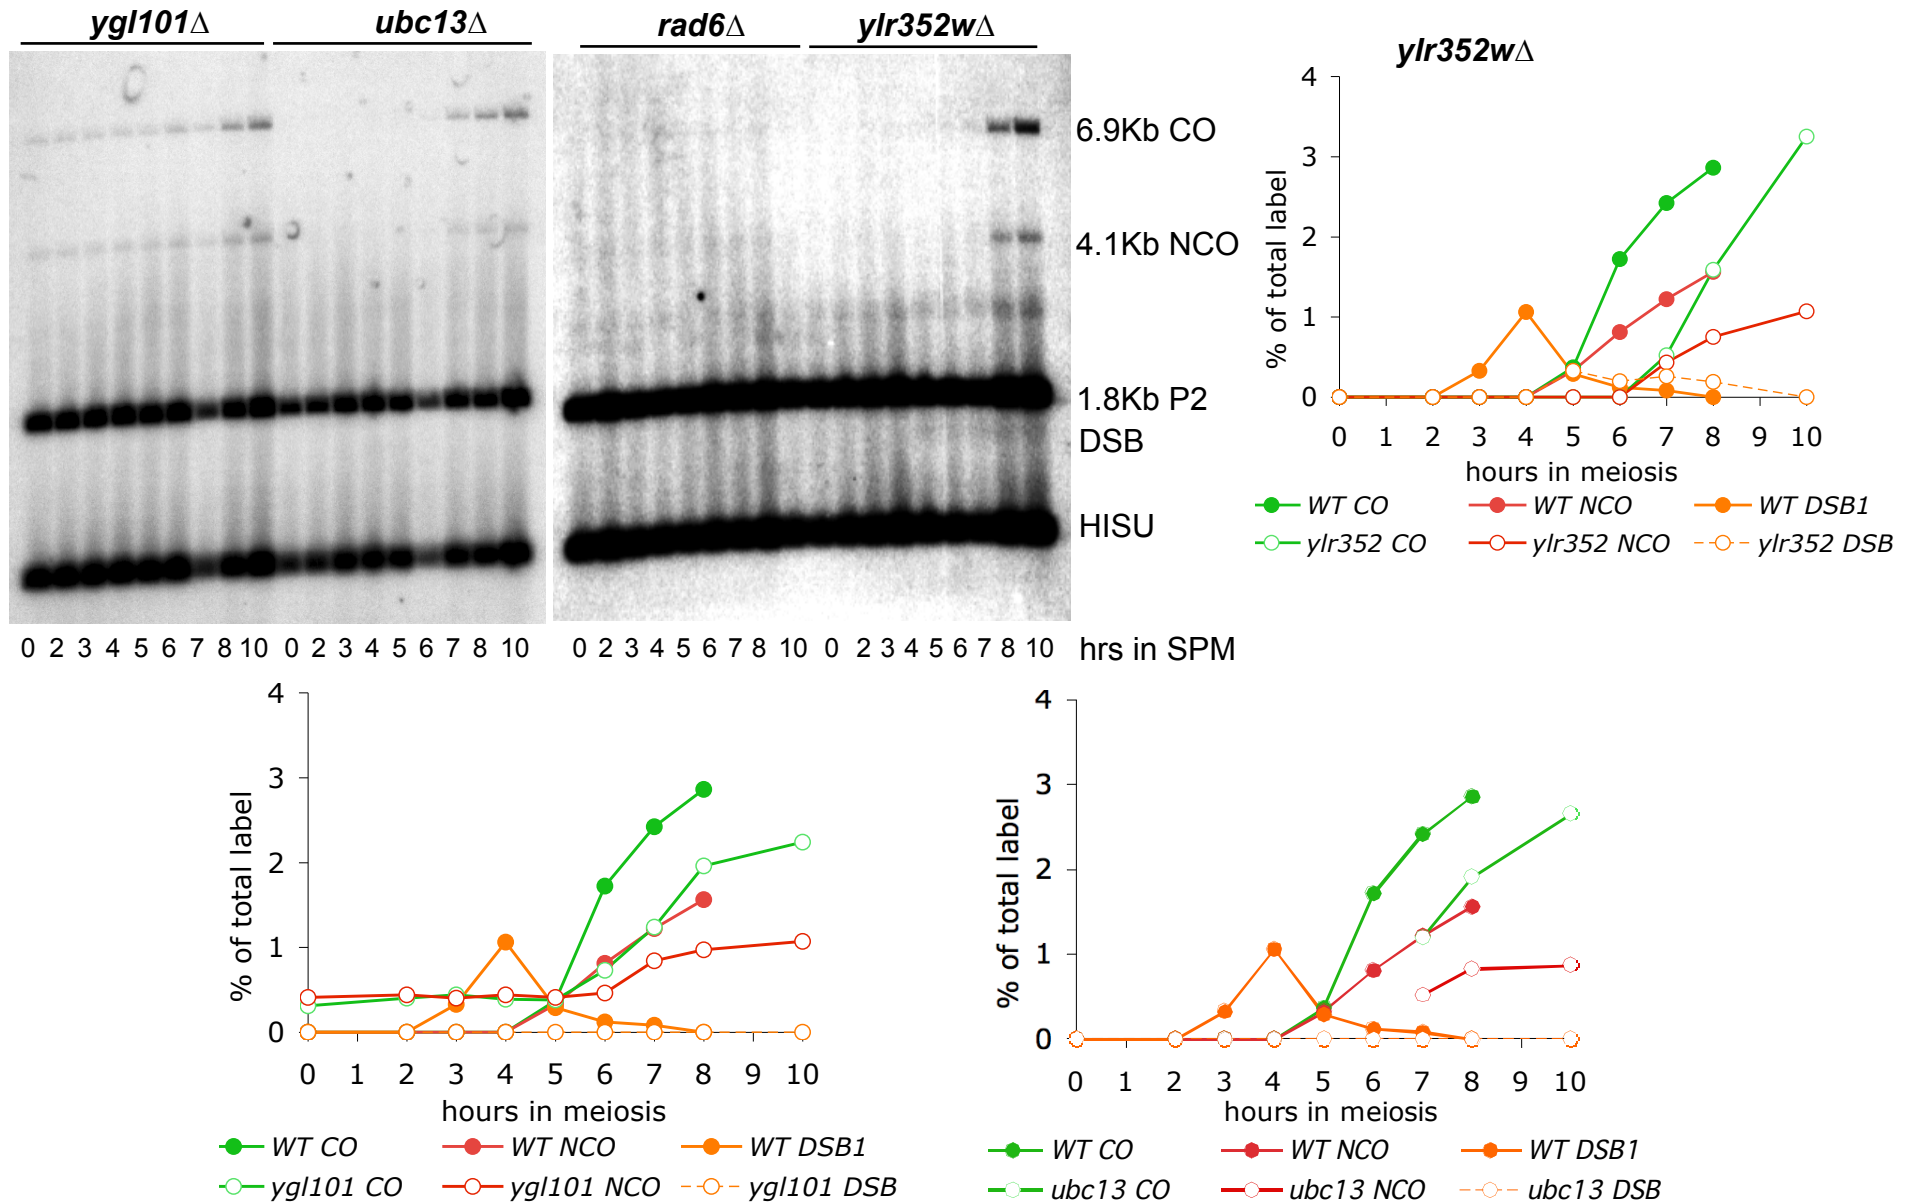 ygl101Δ ubc13Δ rad6Δ ylr352wΔ
6.9Kb CO
4.1Kb NCO
1.8Kb P2
DSB
HISU
0 2 3 4 5 6 7 8 10 0 2 3 4 5 6 7 8 10 0 2 3 4 5 6 7 8 0 2 3 4 5 6 7 8 10 hrs in SPM
ylr352wΔ
4
3
2
1
0
% of total label
0 1 2 3 4 5 6 7 8 10
hours in meiosis
WT CO WT NCO WT DSB1
ylr352 CO ylr352 NCO ylr352 DSB
4
3
2
1
0
% of total label
0 1 2 3 4 5 6 7 8 9 10
hours in meiosis
WT CO WT NCO WT DSB1
ygl101 CO ygl101 NCO ygl101 DSB
4
3
2
1
0
% of total label
0 1 2 3 4 5 6 7 8 9 10
hours in meiosis
WT CO WT NCO WT DSB1
ubc13 CO ubc13 NCO ubc13 DSB